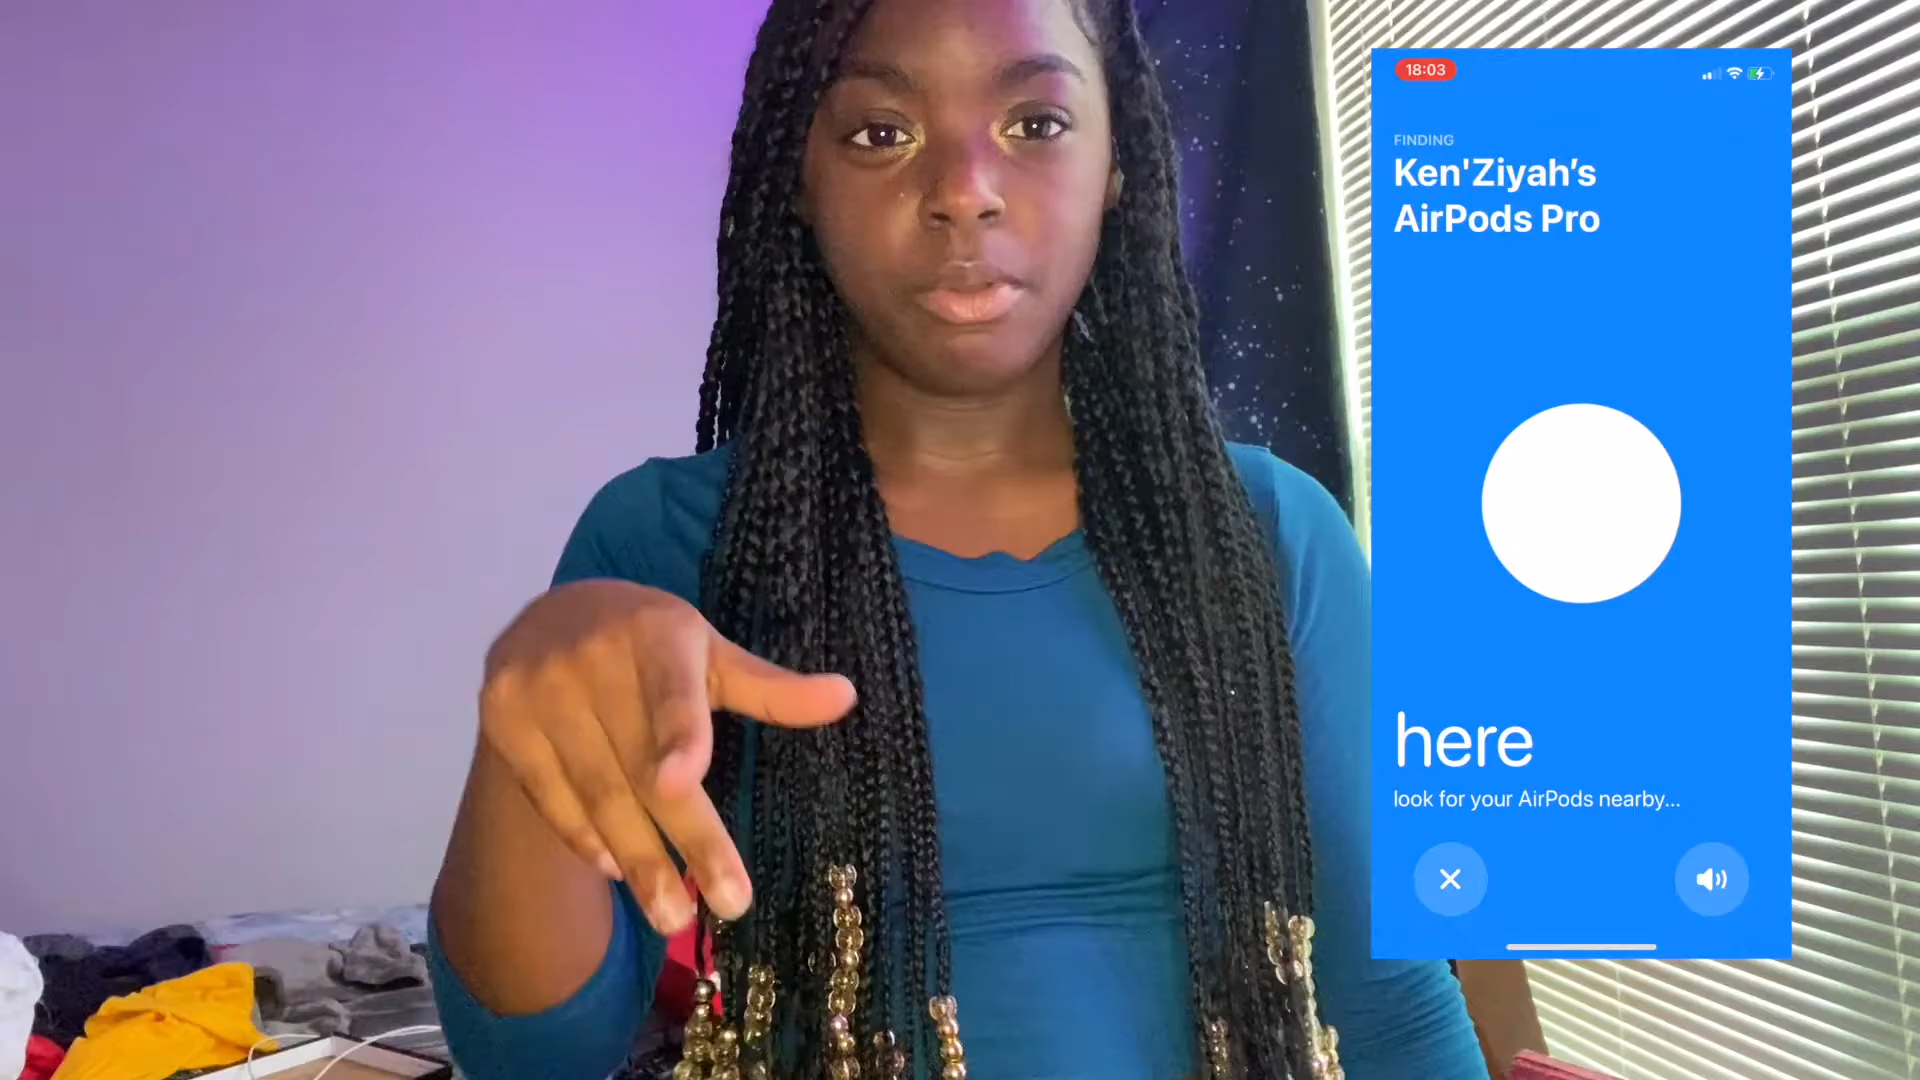 18:03
FINDING
Ken'Ziyah’s
AirPods Pro
here
look for your AirPods nearby...